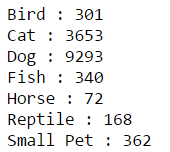 Bird : 301
Cat : 3653
Dog : 9293
Fish : 340
Horse : 72
Reptile : 168
Small Pet : 362